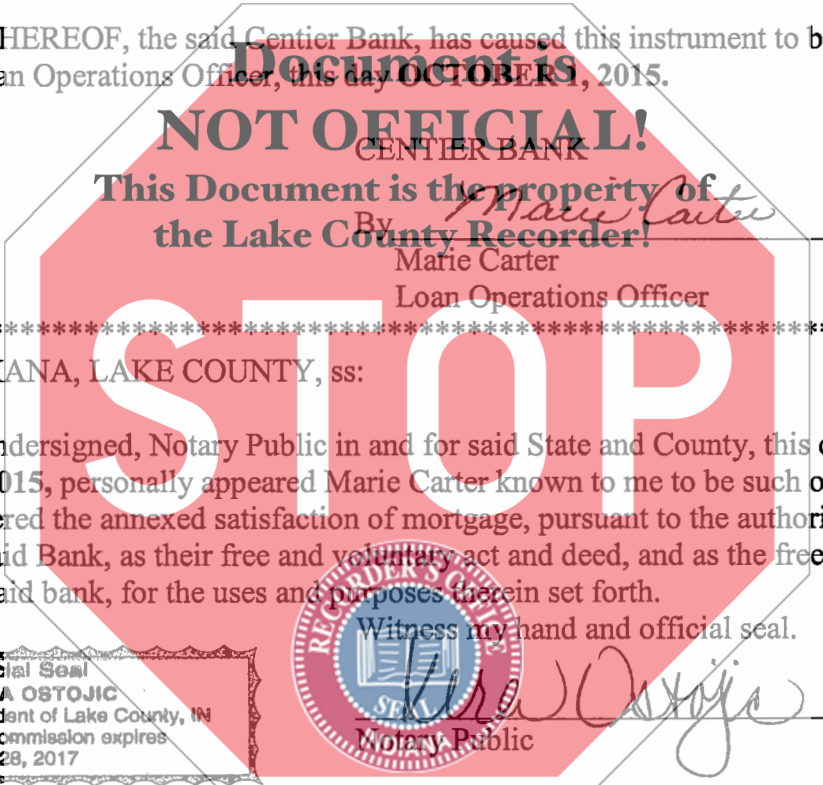 HEREOF, the said Centier Bank, has caused this instrument to b
an Operations Officer, this day OCTOBER 1, 2015.
Document is
NOT OFFICIAL!
This Document is the property of
the Lake County Recorder!
CENTIER BANK
By Marie Carter
Marie Carter
Loan Operations Officer
STOP
ANA, LAKE COUNTY, ss:
ndersigned, Notary Public in and for said State and County, this
015, personally appeared Marie Carter known to me to be such o
red the annexed satisfaction of mortgage, pursuant to the authori
id Bank, as their free and voluntary act and deed, and as the free
aid bank, for the uses and purposes therein set forth.
Witness my hand and official seal.
RECORDER'S OFFICE
SEAL
Notary Public
cial Seal
A OSTOJIC
dent of Lake County, IN
ommission expires
28, 2017